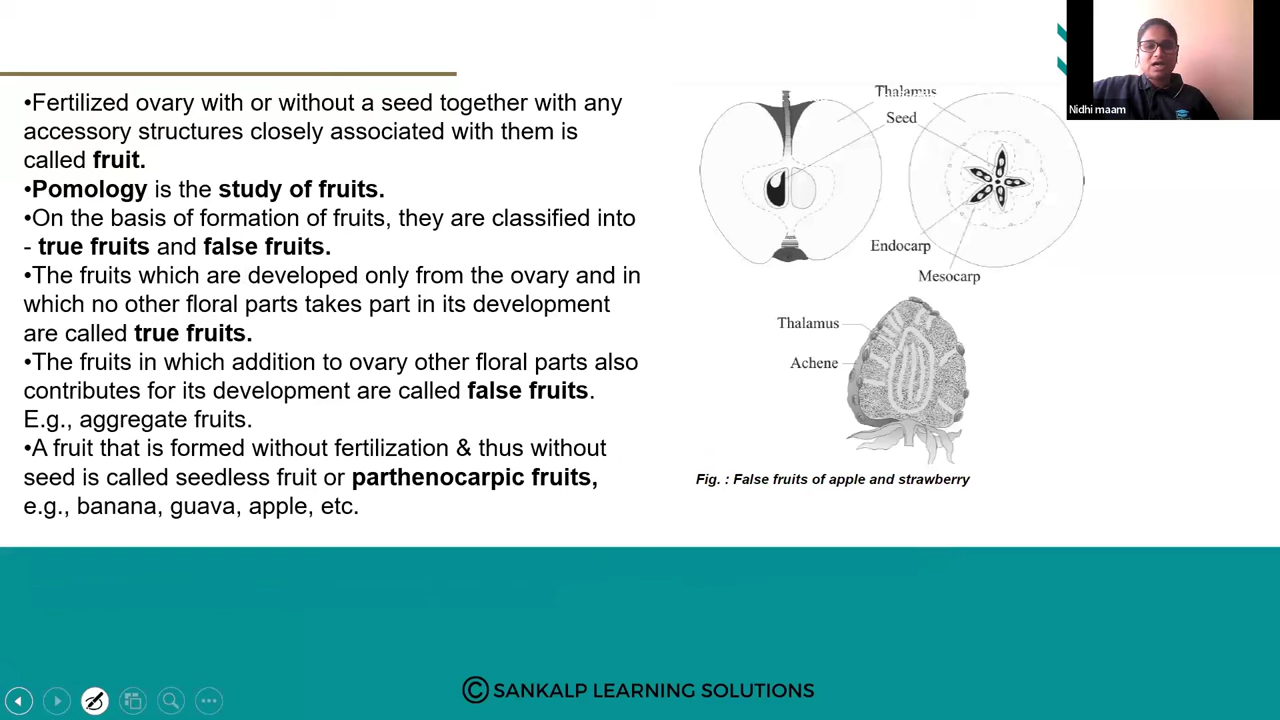 •Fertilized ovary with or without a seed together with any
accessory structures closely associated with them is
called fruit.
•Pomology is the study of fruits.
•On the basis of formation of fruits, they are classified into
- true fruits and false fruits.
•The fruits which are developed only from the ovary and in
which no other floral parts takes part in its development
are called true fruits.
•The fruits in which addition to ovary other floral parts also
contributes for its development are called false fruits.
E.g., aggregate fruits.
•A fruit that is formed without fertilization & thus without
seed is called seedless fruit or parthenocarpic fruits,
e.g., banana, guava, apple, etc.
Thalamus
Seed
Endocarp
Mesocarp
Thalamus
Achene
Fig. : False fruits of apple and strawberry
Nidhi maam
© SANKALP LEARNING SOLUTIONS